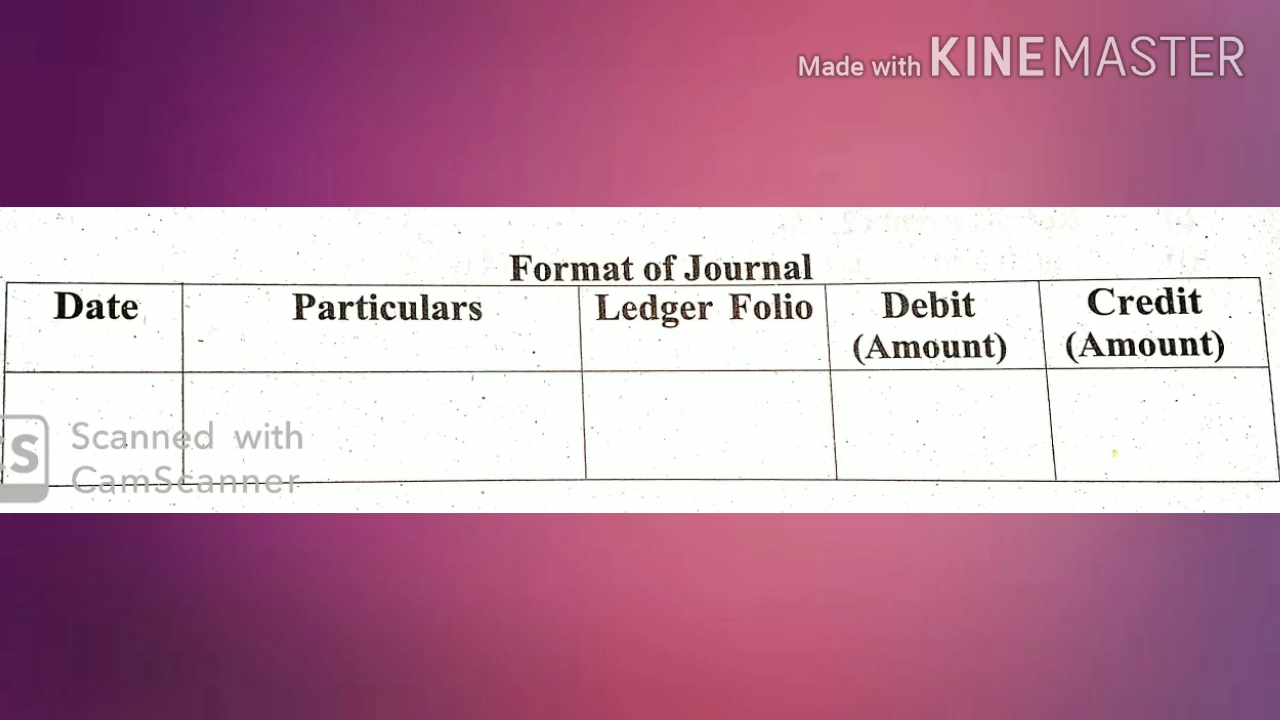 Made with KINEMASTER
Format of Journal
Date Particulars Ledger Folio Debit (Amount) Credit (Amount)
S Scanned with
CamScanner